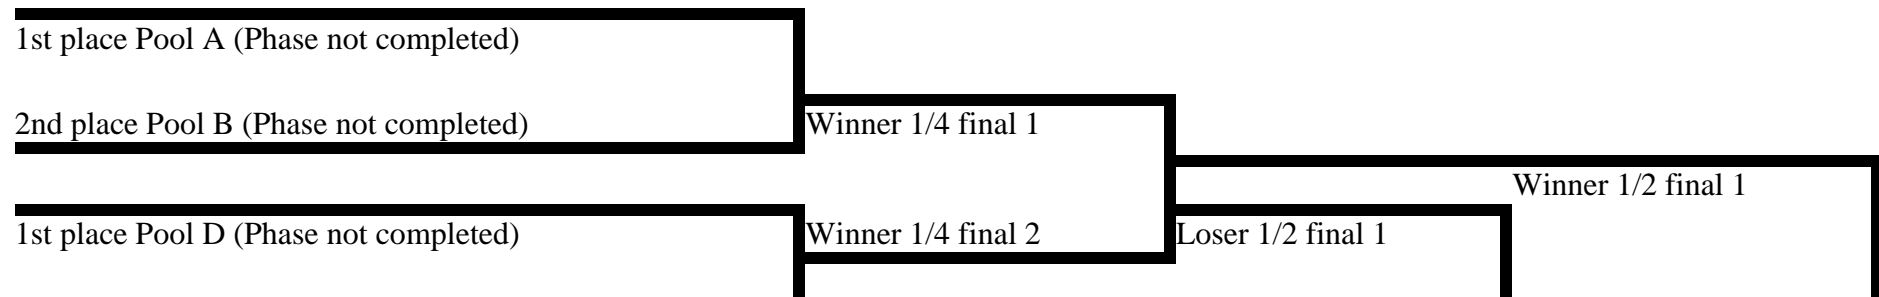 1st place Pool A (Phase not completed)
2nd place Pool B (Phase not completed)
Winner 1/4 final 1
Winner 1/2 final 1
1st place Pool D (Phase not completed)
Winner 1/4 final 2
Loser 1/2 final 1